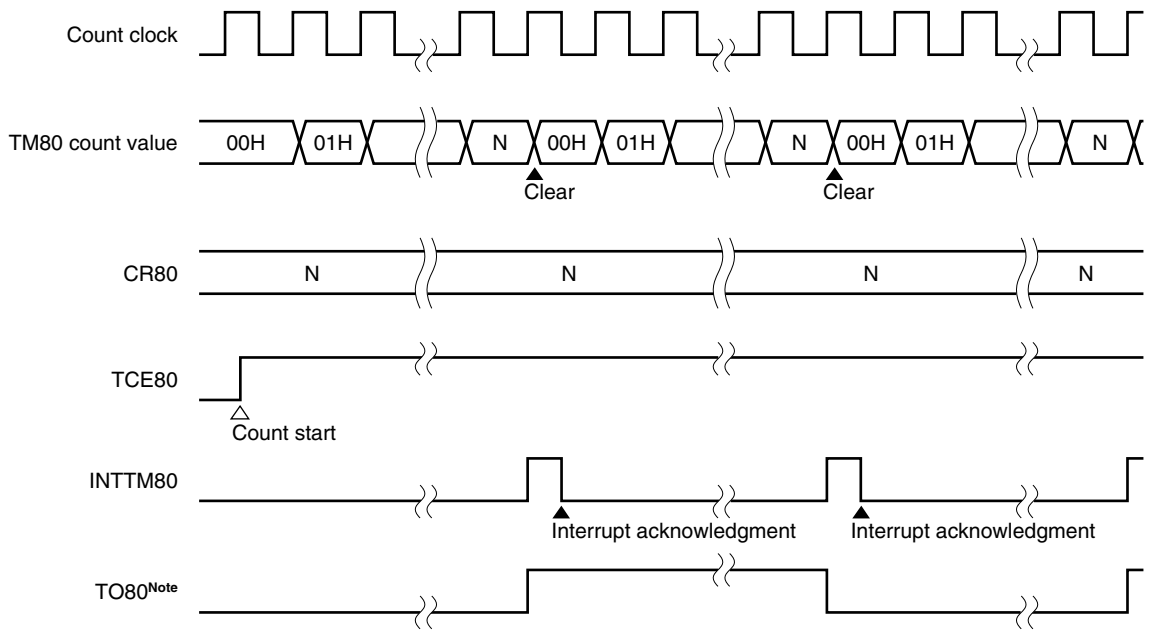 Count clock
TM80 count value 00H 01H N 00H 01H N 00H 01H N
Clear Clear
CR80 N N N N
TCE80
Count start
INTTM80
Interrupt acknowledgment Interrupt acknowledgment
TO80Note